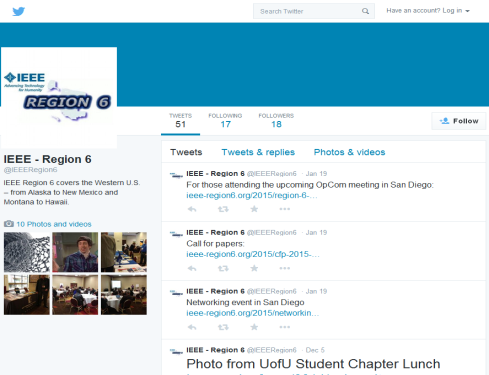 Search Twitter
Have an account? Log in
IEEE
Advancing Technology
for Humanity
REGION 6
TWEETS
51
FOLLOWING
17
FOLLOWERS
18
Follow
IEEE - Region 6
@IEEERegion6
IEEE Region 6 covers the Western U.S.
– from Alaska to New Mexico and
Montana to Hawaii.
10 Photos and videos
Tweets Tweets & replies Photos & videos
IEEE - Region 6 @IEEERegion6 · Jan 19
For those attending the upcoming OpCom meeting in San Diego:
ieee-region6.org/2015/region-6-...
IEEE - Region 6 @IEEERegion6 · Jan 19
Call for papers:
ieee-region6.org/2015/cfp-2015-...
IEEE - Region 6 @IEEERegion6 · Jan 19
Networking event in San Diego
ieee-region6.org/2015/networkin...
IEEE - Region 6 @IEEERegion6 · Dec 5
Photo from UofU Student Chapter Lunch